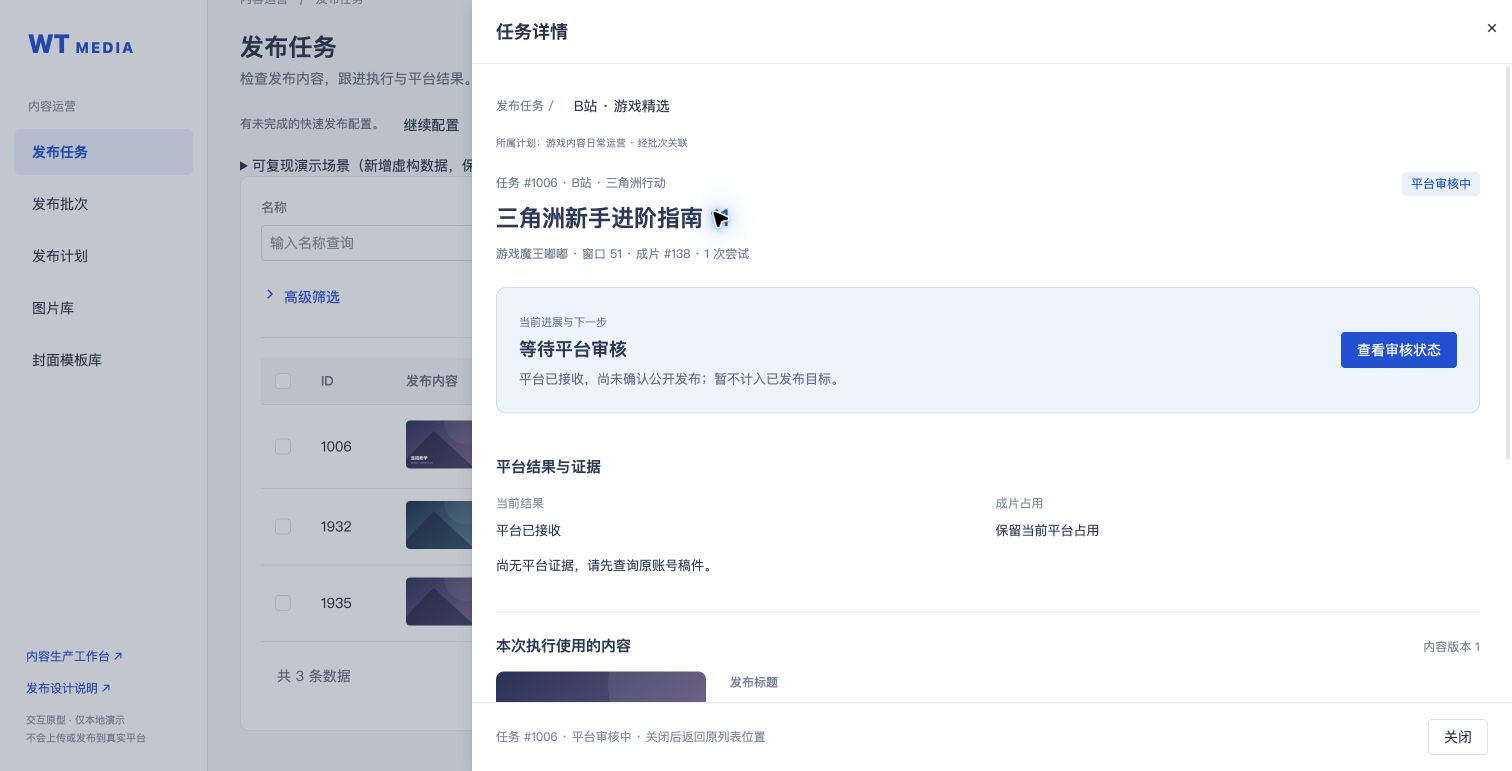 内容运营 / 发布任务
WT MEDIA
内容运营
发布任务
发布批次
发布计划
图片库
封面模板库
内容生产工作台 ↗
发布设计说明 ↗
交互原型 · 仅本地演示
不会上传或发布到真实平台
发布任务
检查发布内容，跟进执行与平台结果。
有未完成的快速发布配置。 继续配置
可复现演示场景（新增虚构数据，保
名称
输入名称查询
高级筛选
ID 发布内容
1006
1932
1935
共 3 条数据
任务详情
×
发布任务 / B站 · 游戏精选
所属计划：游戏内容日常运营 · 经批次关联
任务 #1006 · B站 · 三角洲行动
平台审核中
三角洲新手进阶指南
游戏魔王嘟嘟 · 窗口 51 · 成片 #138 · 1 次尝试
当前进展与下一步
等待平台审核
平台已接收，尚未确认公开发布；暂不计入已发布目标。
查看审核状态
平台结果与证据
当前结果 成片占用
平台已接收 保留当前平台占用
尚无平台证据，请先查询原账号稿件。
本次执行使用的内容 内容版本 1
发布标题
任务 #1006 · 平台审核中 · 关闭后返回原列表位置
关闭